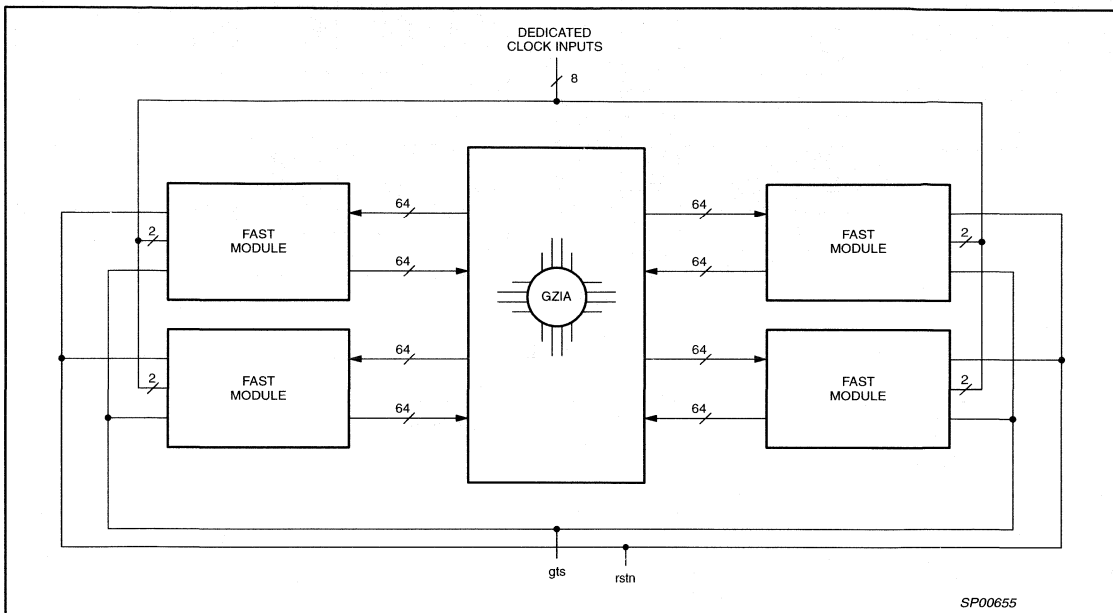 DEDICATED
CLOCK INPUTS
8
FAST
MODULE
2
64
64
FAST
MODULE
2
64
64
GZIA
64
64
FAST
MODULE
2
64
64
FAST
MODULE
2
gts
rstn
SP00655